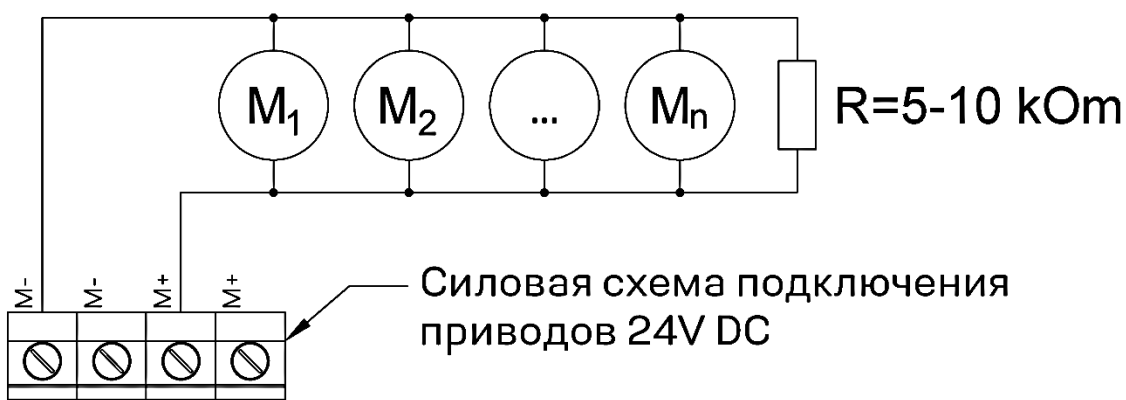 M₁ M₂ ... Mₙ R=5-10 kOm
M- M- M+ M+
Силовая схема подключения
приводов 24V DC